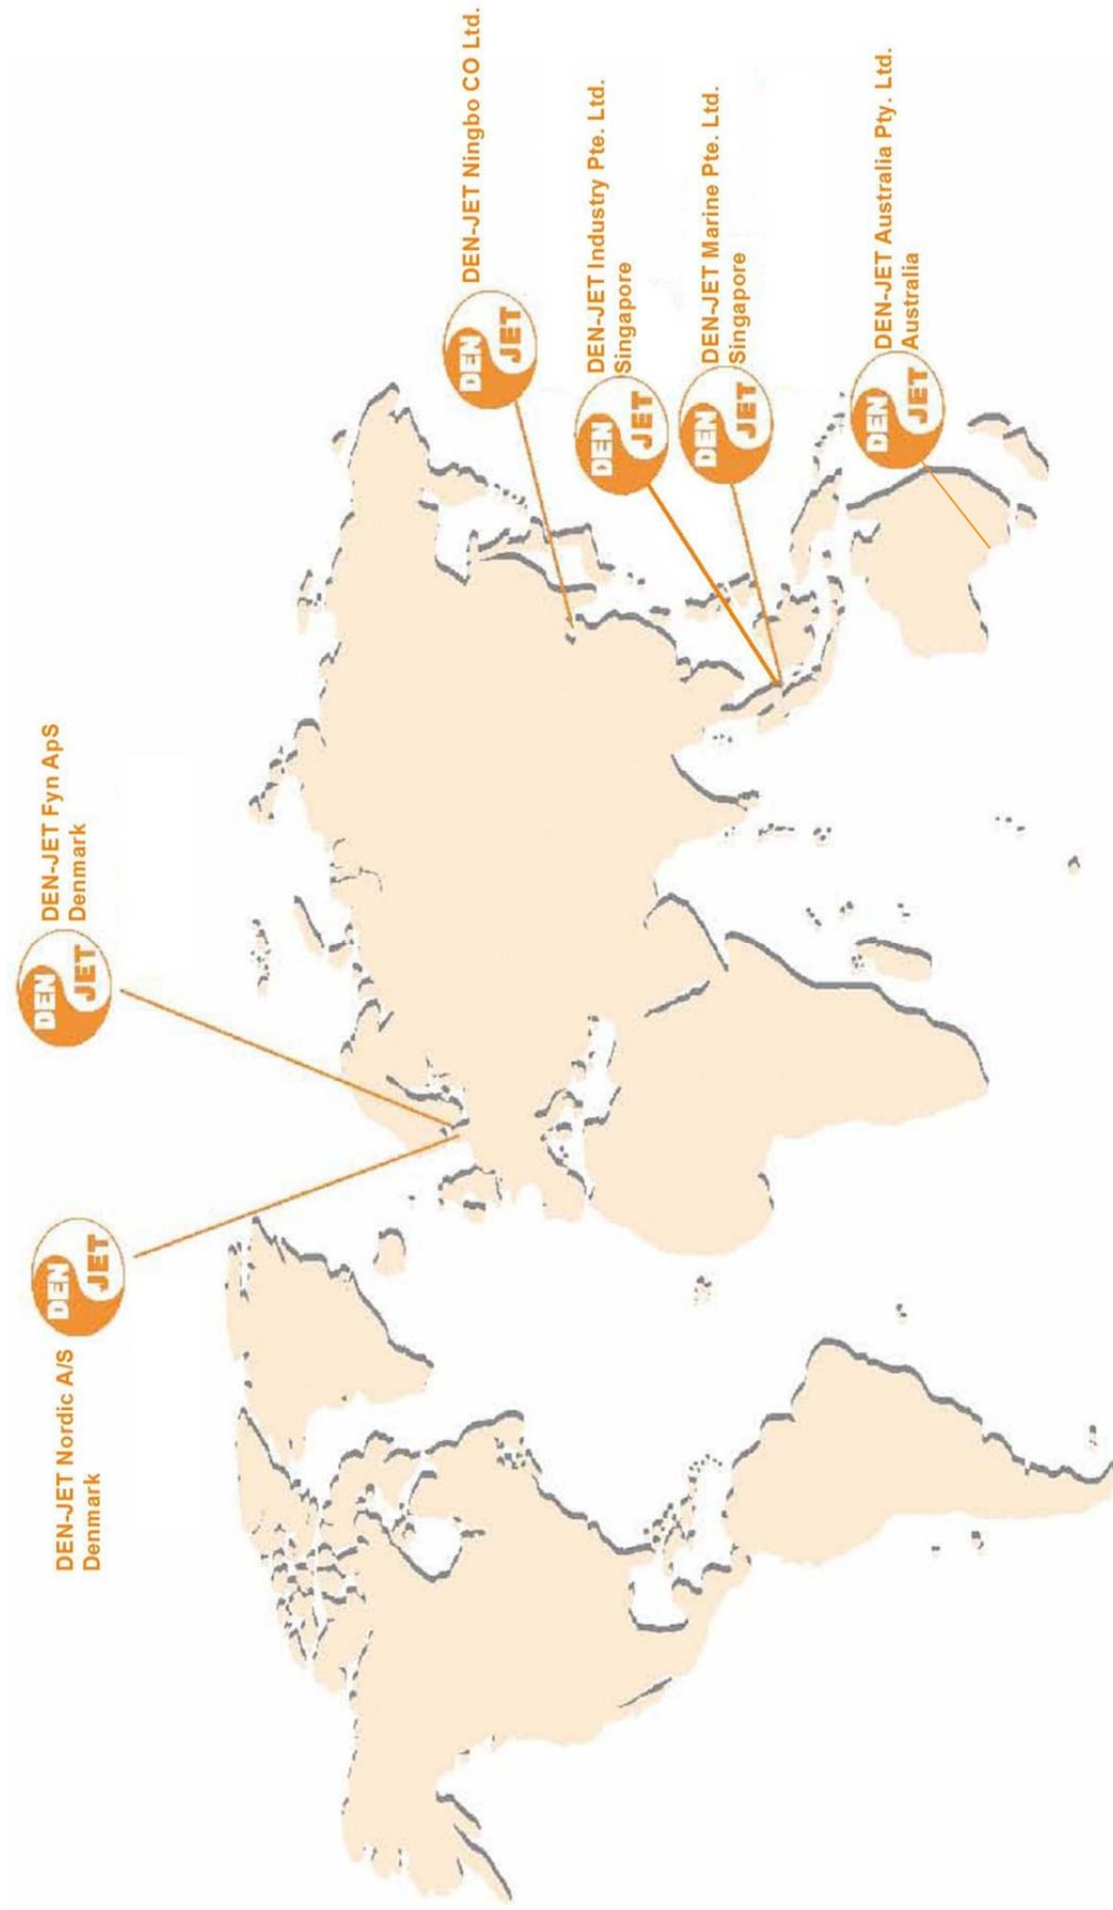 DEN-JET Nordic A/S
Denmark
DEN
JET
DEN-JET Fyn ApS
Denmark
DEN
JET
DEN-JET Ningbo CO Ltd.
DEN
JET
DEN-JET Industry Pte. Ltd.
Singapore
DEN
JET
DEN-JET Marine Pte. Ltd.
Singapore
DEN
JET
DEN-JET Australia Pty. Ltd.
Australia
DEN
JET